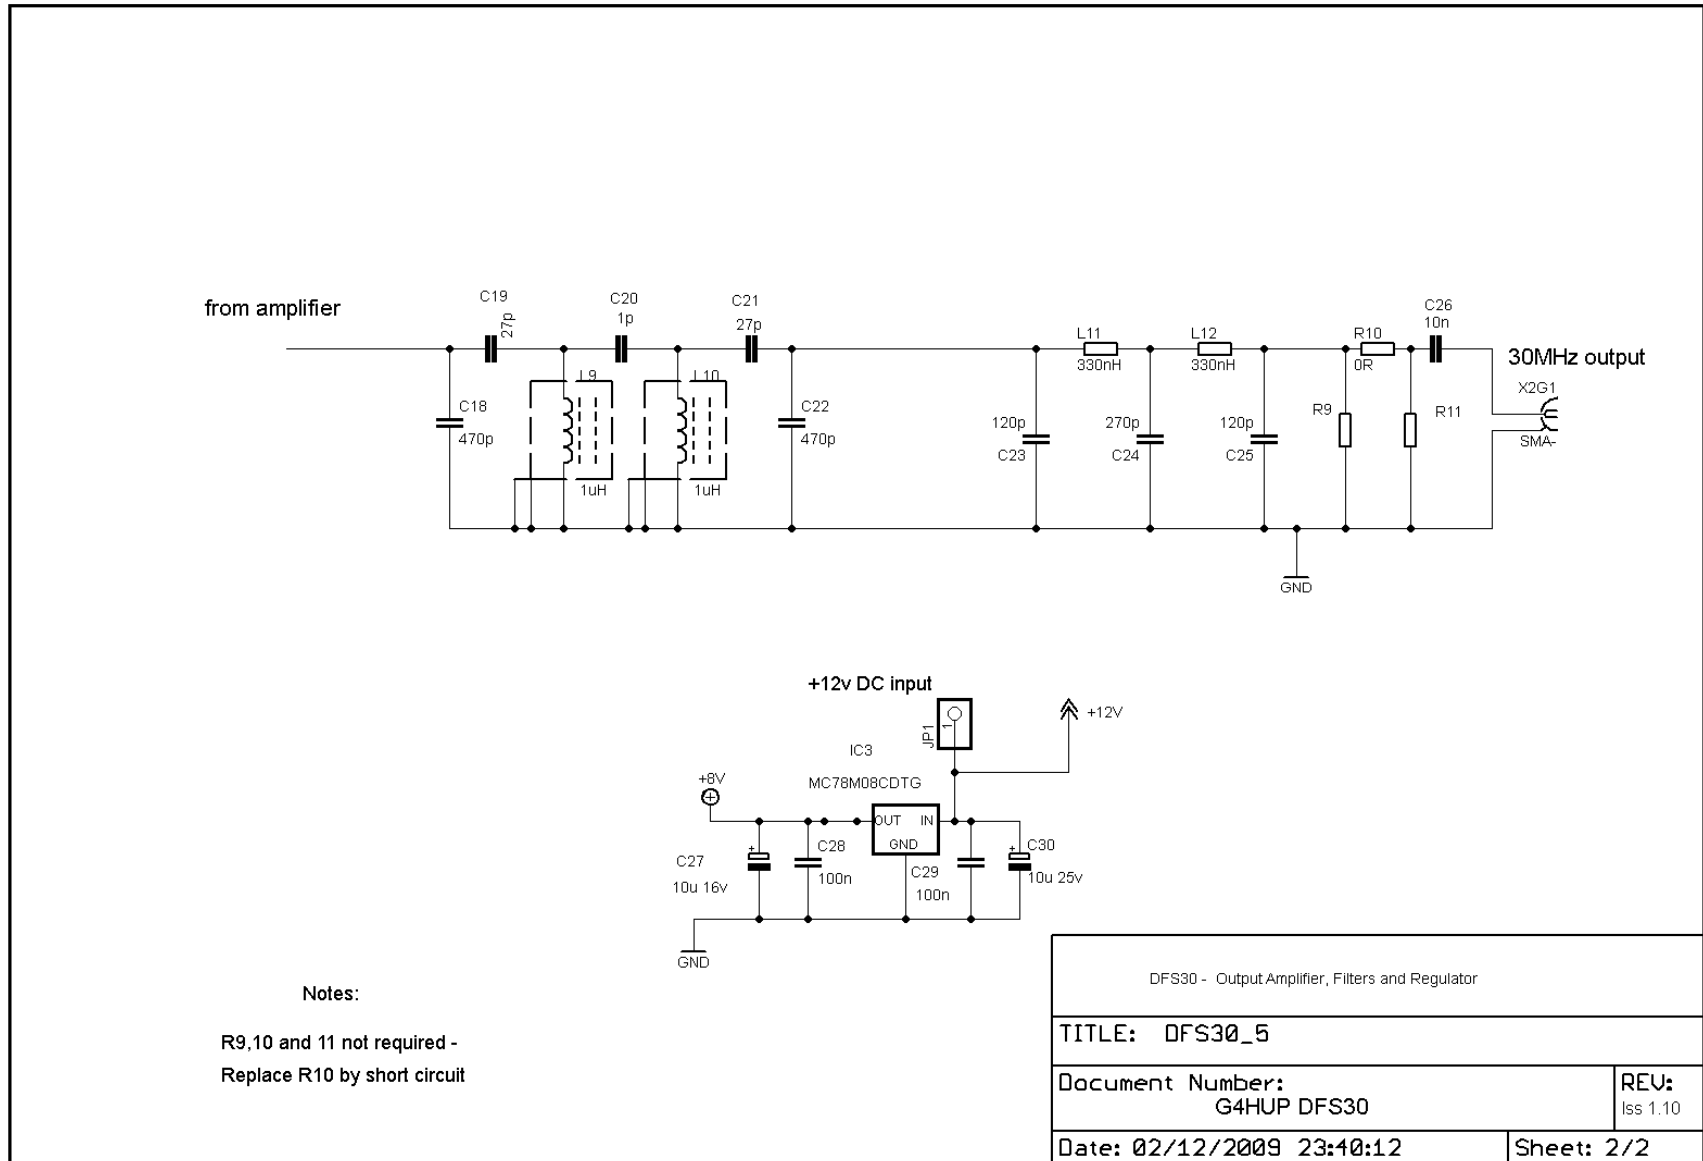 from amplifier
C19
27p
C20
1p
C21
27p
L9
1uH
L10
1uH
C18
470p
C22
470p
120p
C23
L11
330nH
270p
C24
L12
330nH
120p
C25
R9
R10
0R
R11
C26
10n
30MHz output
X2G1
SMA-
GND
+12v DC input
JP1
1
+12V
IC3
MC78M08CDTG
+8V
OUT
IN
GND
C27
10u 16v
C28
100n
C29
100n
C30
10u 25v
GND
Notes:
R9,10 and 11 not required -
Replace R10 by short circuit
DFS30 - Output Amplifier, Filters and Regulator
TITLE: DFS30_5
Document Number:
G4HUP DFS30
REV:
Iss 1.10
Date: 02/12/2009 23:40:12
Sheet: 2/2